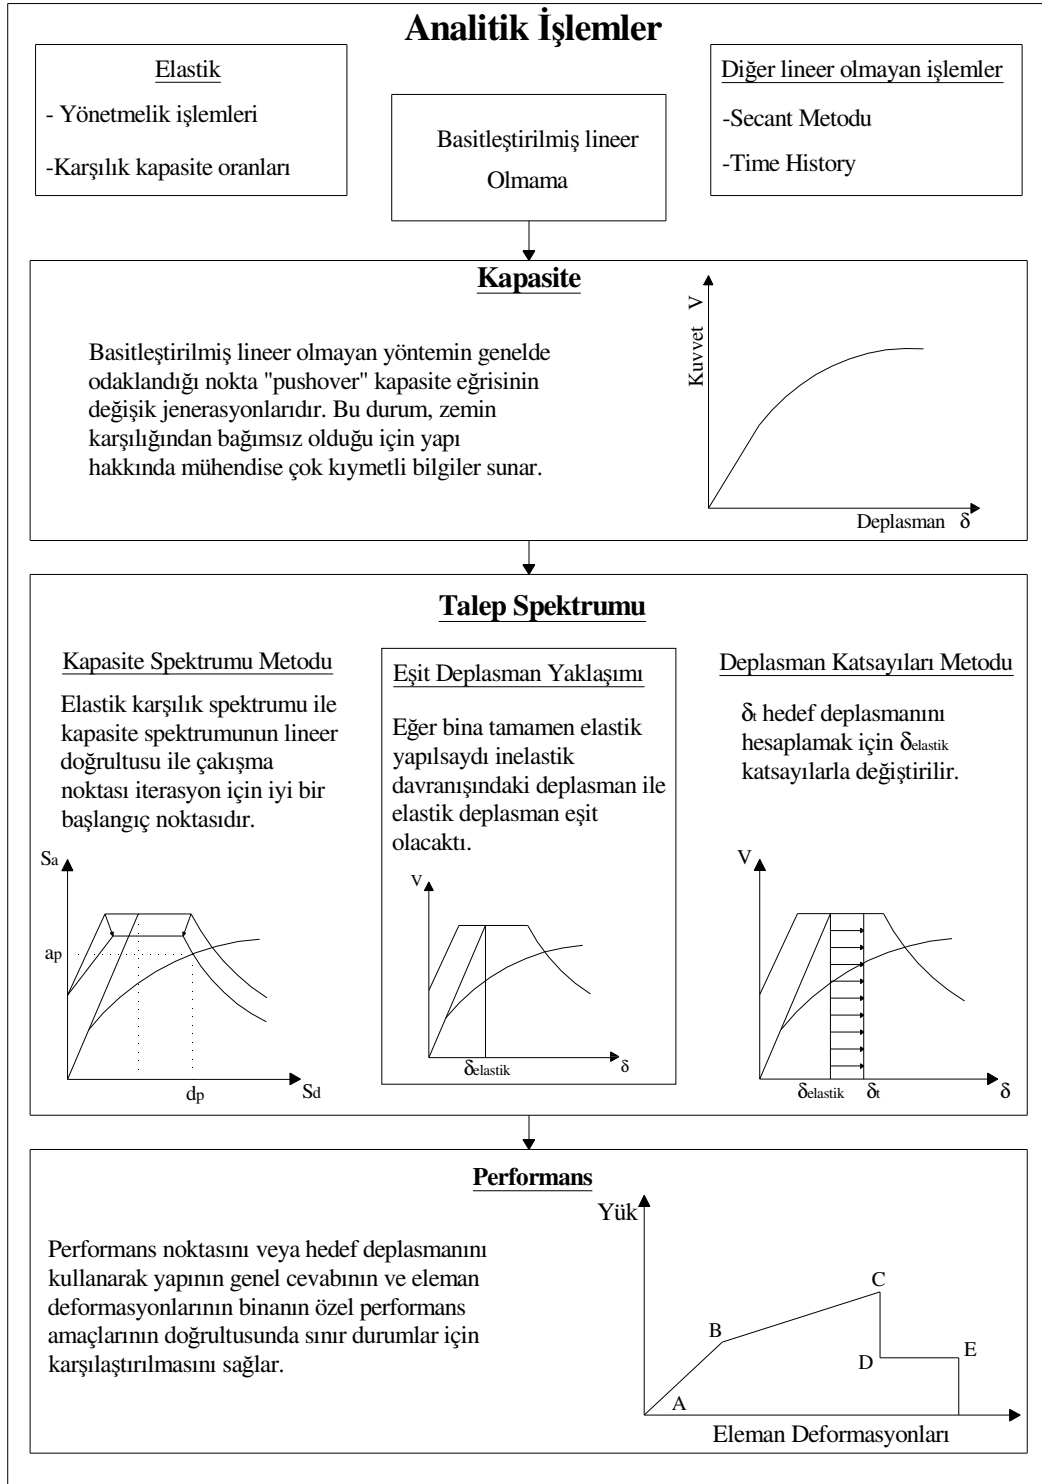 Analitik İşlemler
Elastik
- Yönetmelik işlemleri
-Karşılık kapasite oranları
Basitleştirilmiş lineer
Olmama
Diğer lineer olmayan işlemler
-Secant Metodu
-Time History
Kapasite
Basitleştirilmiş lineer olmayan yöntemin genelde
odaklandığı nokta "pushover" kapasite eğrisinin
değişik jenerasyonlarıdır. Bu durum, zemin
karşılığından bağımsız olduğu için yapı
hakkında mühendise çok kıymetli bilgiler sunar.
Kuvvet V
Deplasman δ
Talep Spektrumu
Kapasite Spektrumu Metodu
Elastik karşılık spektrumu ile
kapasite spektrumunun lineer
doğrultusu ile çakışma
noktası iterasyon için iyi bir
başlangıç noktasıdır.
Sa
ap
dp
Sd
Eşit Deplasman Yaklaşımı
Eğer bina tamamen elastik
yapılsaydı inelastik
davranışındaki deplasman ile
elastik deplasman eşit
olacaktı.
V
δelastik
δ
Deplasman Katsayıları Metodu
δt hedef deplasmanını
hesaplamak için δelastik
katsayılarla değiştirilir.
V
δelastik
δt
δ
Performans
Performans noktasını veya hedef deplasmanını
kullanarak yapının genel cevabının ve eleman
deformasyonlarının binanın özel performans
amaçlarının doğrultusunda sınır durumlar için
karşılaştırılmasını sağlar.
Yük
A
B
C
D
E
Eleman Deformasyonları